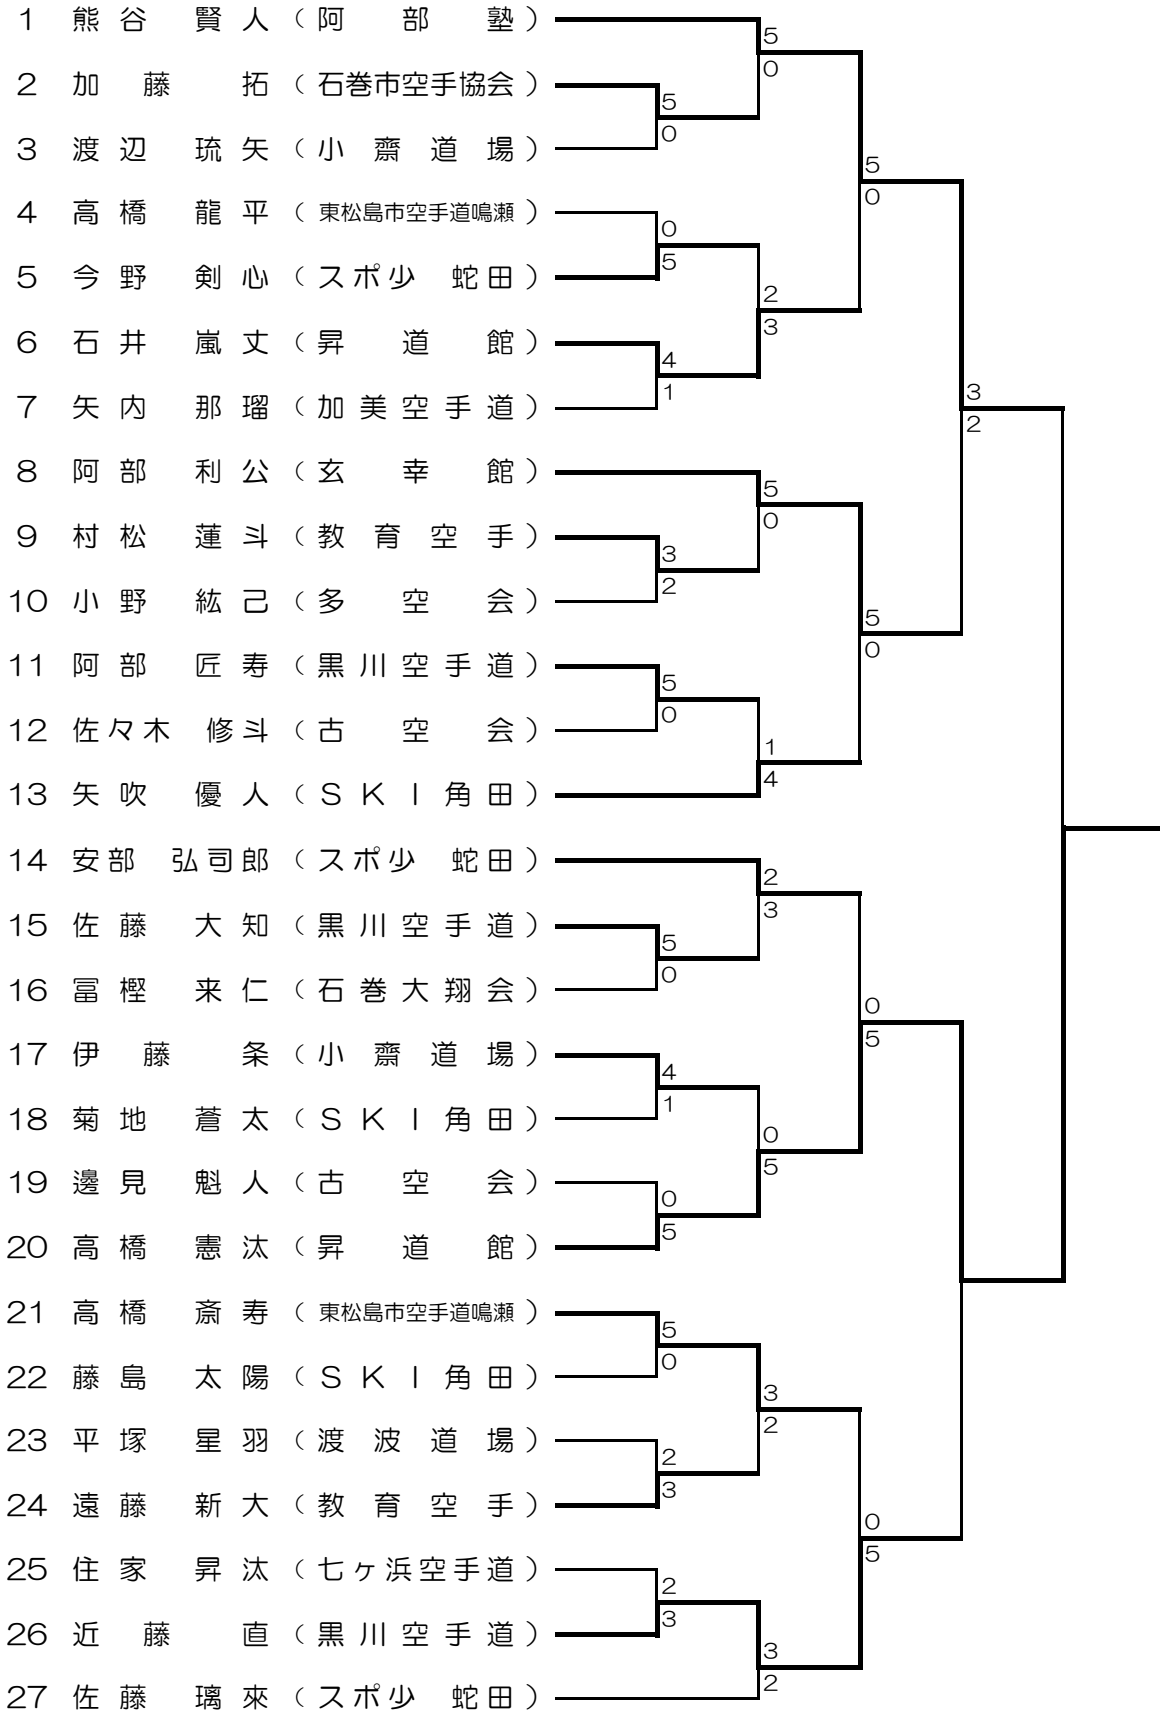 1 熊谷 賢人 (阿部塾)
5
0
2 加藤 拓 (石巻市空手協会)
5
0
3 渡辺 琉矢 (小齋道場)
5
0
4 高橋 龍平 (東松島市空手道鳴瀬)
0
5
5 今野 剣心 (スポ少 蛇田)
2
3
6 石井 嵐丈 (昇道館)
4
1
7 矢内 那瑠 (加美空手道)
3
2
8 阿部 利公 (玄幸館)
5
0
9 村松 蓮斗 (教育空手)
3
2
10 小野 紘己 (多空会)
5
0
11 阿部 匠寿 (黒川空手道)
5
0
12 佐々木 修斗 (古空会)
1
4
13 矢吹 優人 (SKI角田)
14 安部 弘司郎 (スポ少 蛇田)
2
3
15 佐藤 大知 (黒川空手道)
5
0
16 冨樫 来仁 (石巻大翔会)
0
5
17 伊藤 条 (小齋道場)
4
1
18 菊地 蒼太 (SKI角田)
0
5
19 邊見 魁人 (古空会)
0
5
20 高橋 憲汰 (昇道館)
21 高橋 斎寿 (東松島市空手道鳴瀬)
5
0
22 藤島 太陽 (SKI角田)
3
2
23 平塚 星羽 (渡波道場)
2
3
24 遠藤 新大 (教育空手)
0
5
25 住家 昇汰 (七ヶ浜空手道)
2
3
26 近藤 直 (黒川空手道)
3
2
27 佐藤 璃來 (スポ少 蛇田)